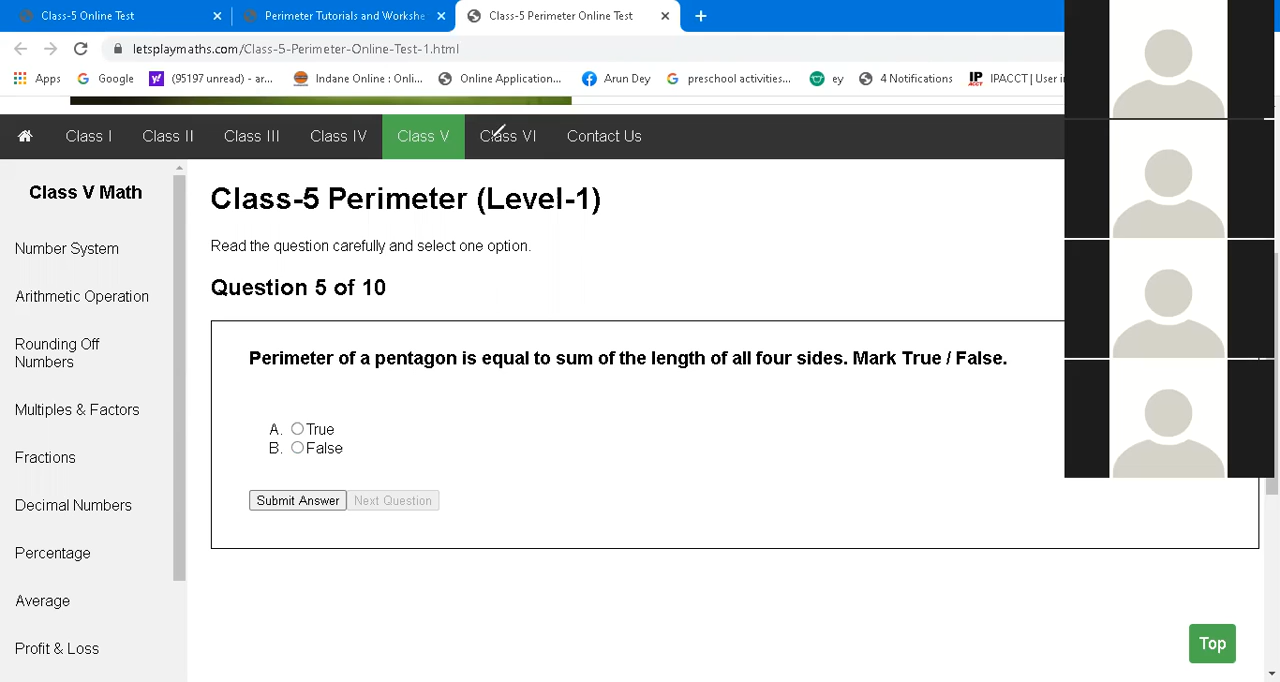 Class-5 Online Test
Perimeter Tutorials and Workshe
Class-5 Perimeter Online Test
letsplaymaths.com/Class-5-Perimeter-Online-Test-1.html
Apps Google (95197 unread) - ar... Indane Online : Onli... Online Application... Arun Dey preschool activities... ey 4 Notifications IP IPACCT | User in
Class I Class II Class III Class IV Class V Class VI Contact Us
Class V Math
Number System
Arithmetic Operation
Rounding Off
Numbers
Multiples & Factors
Fractions
Decimal Numbers
Percentage
Average
Profit & Loss
Class-5 Perimeter (Level-1)
Read the question carefully and select one option.
Question 5 of 10
Perimeter of a pentagon is equal to sum of the length of all four sides. Mark True / False.
A. True
B. False
Submit Answer Next Question
Top